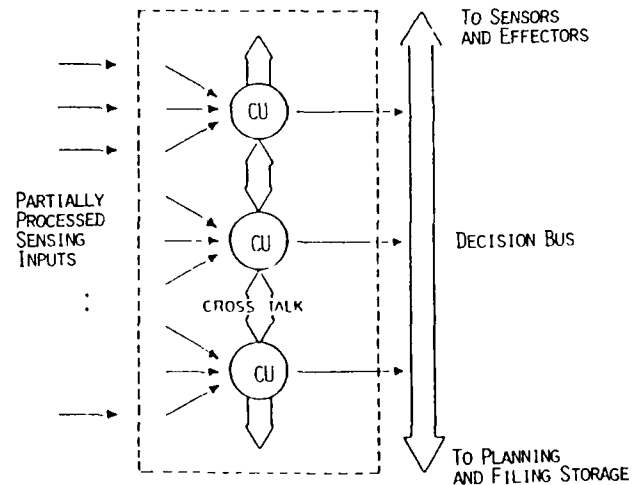 TO SENSORS
AND EFFECTORS
CU
PARTIALLY
PROCESSED
SENSING
INPUTS
CU
DECISION BUS
CROSS TALK
CU
TO PLANNING
AND FILING STORAGE